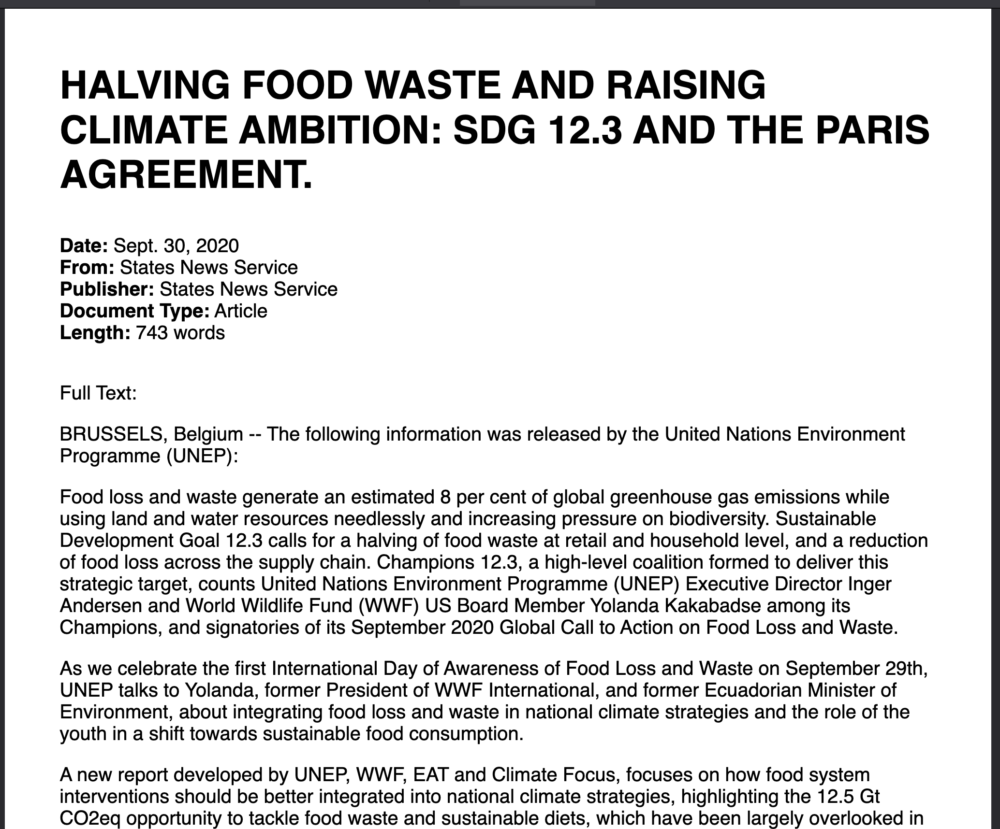 HALVING FOOD WASTE AND RAISING
CLIMATE AMBITION: SDG 12.3 AND THE PARIS
AGREEMENT.
Date: Sept. 30, 2020
From: States News Service
Publisher: States News Service
Document Type: Article
Length: 743 words
Full Text:
BRUSSELS, Belgium -- The following information was released by the United Nations Environment
Programme (UNEP):
Food loss and waste generate an estimated 8 per cent of global greenhouse gas emissions while
using land and water resources needlessly and increasing pressure on biodiversity. Sustainable
Development Goal 12.3 calls for a halving of food waste at retail and household level, and a reduction
of food loss across the supply chain. Champions 12.3, a high-level coalition formed to deliver this
strategic target, counts United Nations Environment Programme (UNEP) Executive Director Inger
Andersen and World Wildlife Fund (WWF) US Board Member Yolanda Kakabadse among its
Champions, and signatories of its September 2020 Global Call to Action on Food Loss and Waste.
As we celebrate the first International Day of Awareness of Food Loss and Waste on September 29th,
UNEP talks to Yolanda, former President of WWF International, and former Ecuadorian Minister of
Environment, about integrating food loss and waste in national climate strategies and the role of the
youth in a shift towards sustainable food consumption.
A new report developed by UNEP, WWF, EAT and Climate Focus, focuses on how food system
interventions should be better integrated into national climate strategies, highlighting the 12.5 Gt
CO2eq opportunity to tackle food waste and sustainable diets, which have been largely overlooked in